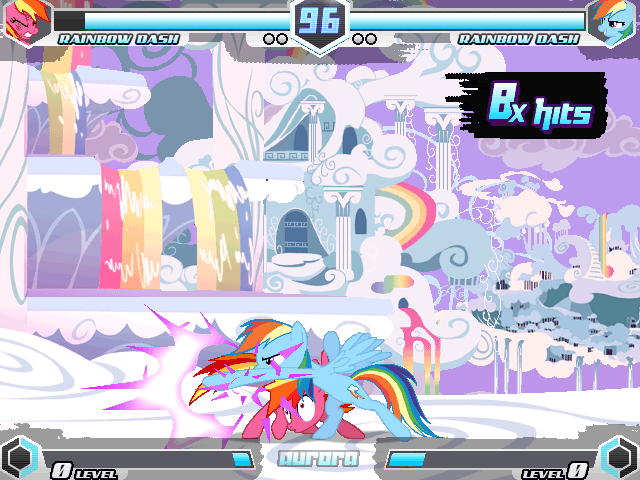 RAINBOW DASH
96
RAINBOW DASH
8x hits
0 LEVEL
aurora
LEVEL 0